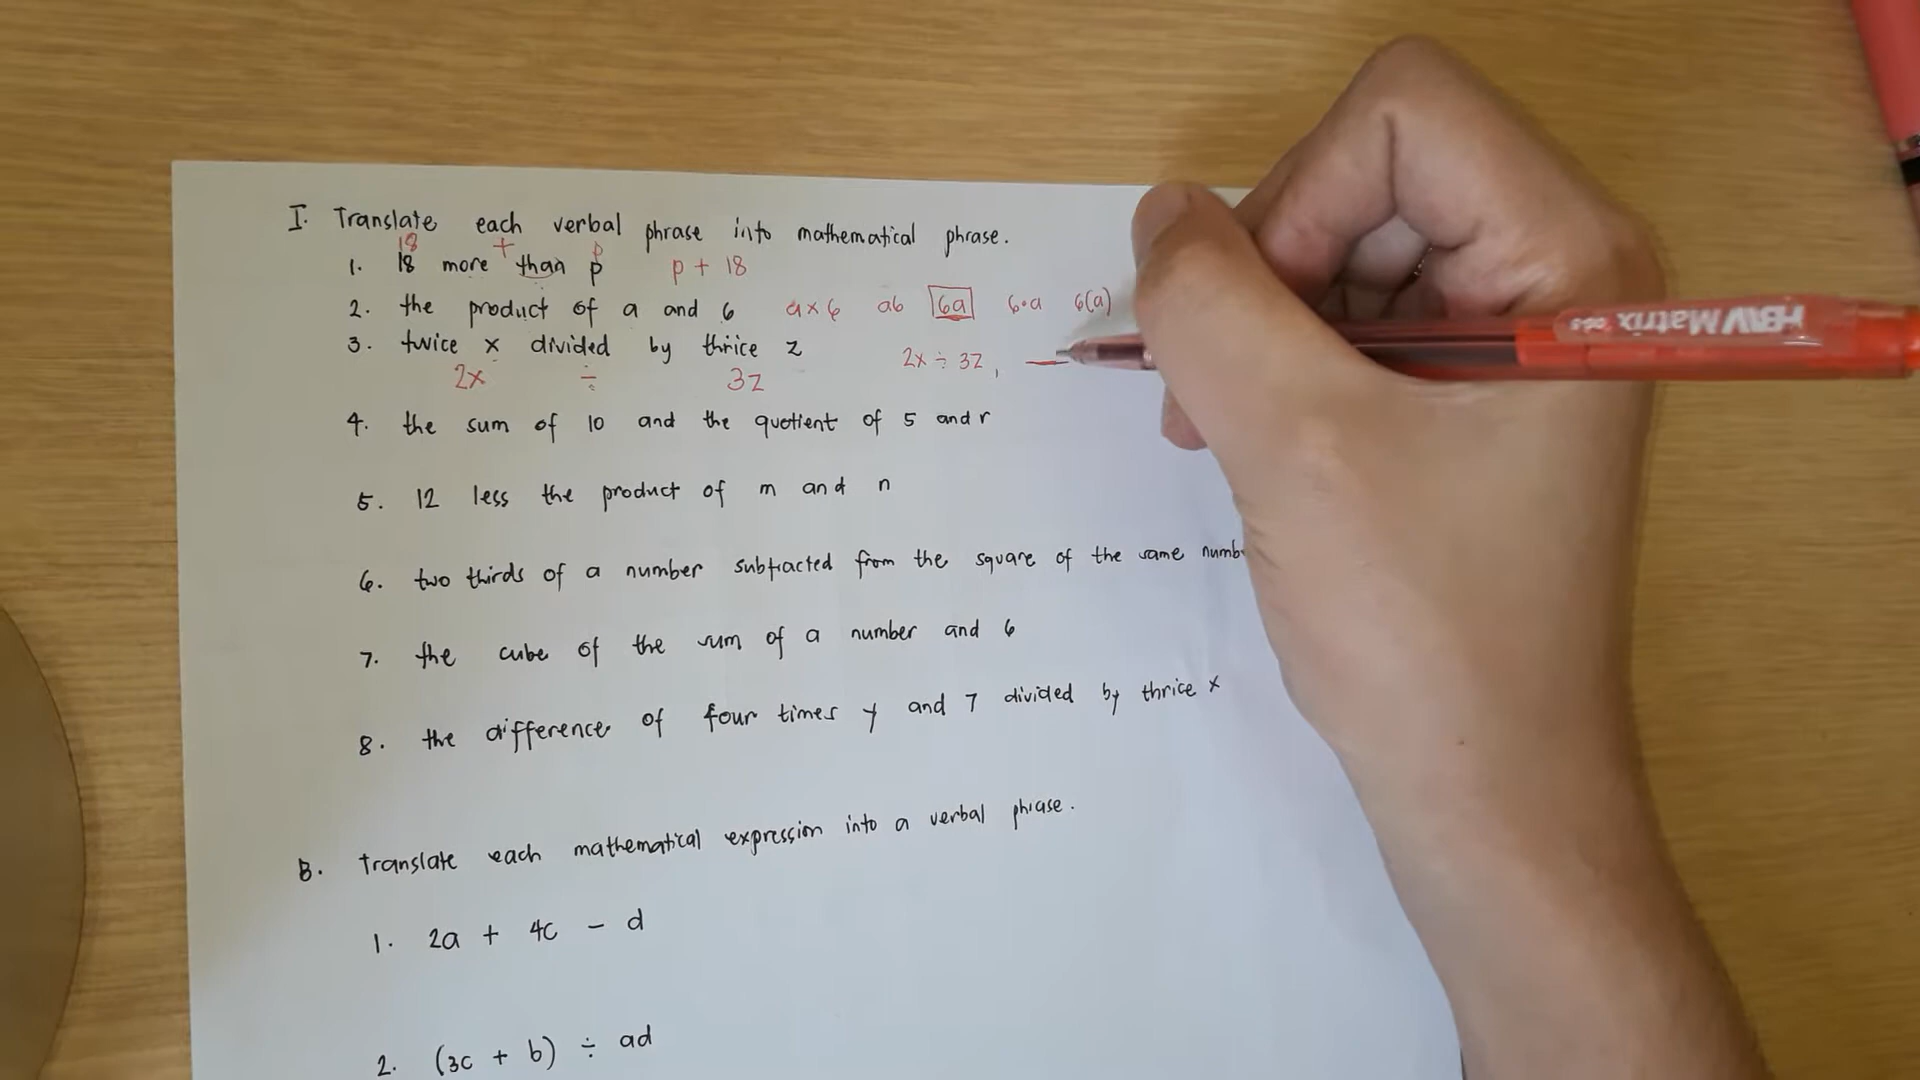 I. Translate each verbal phrase into mathematical phrase.
18 + p
1. 18 more than p p + 18
2. the product of a and 6 a x 6 a6 6a 6•a 6(a)
3. twice x divided by thrice z 2x ÷ 3z,
2x ÷ 3z
4. the sum of 10 and the quotient of 5 and r
5. 12 less the product of m and n
6. two thirds of a number subtracted from the square of the same numbe
7. the cube of the sum of a number and 6
8. the difference of four times y and 7 divided by thrice x
B. Translate each mathematical expression into a verbal phrase.
1. 2a + 4c - d
2. (3c + b) ÷ ad
HBW Matrix